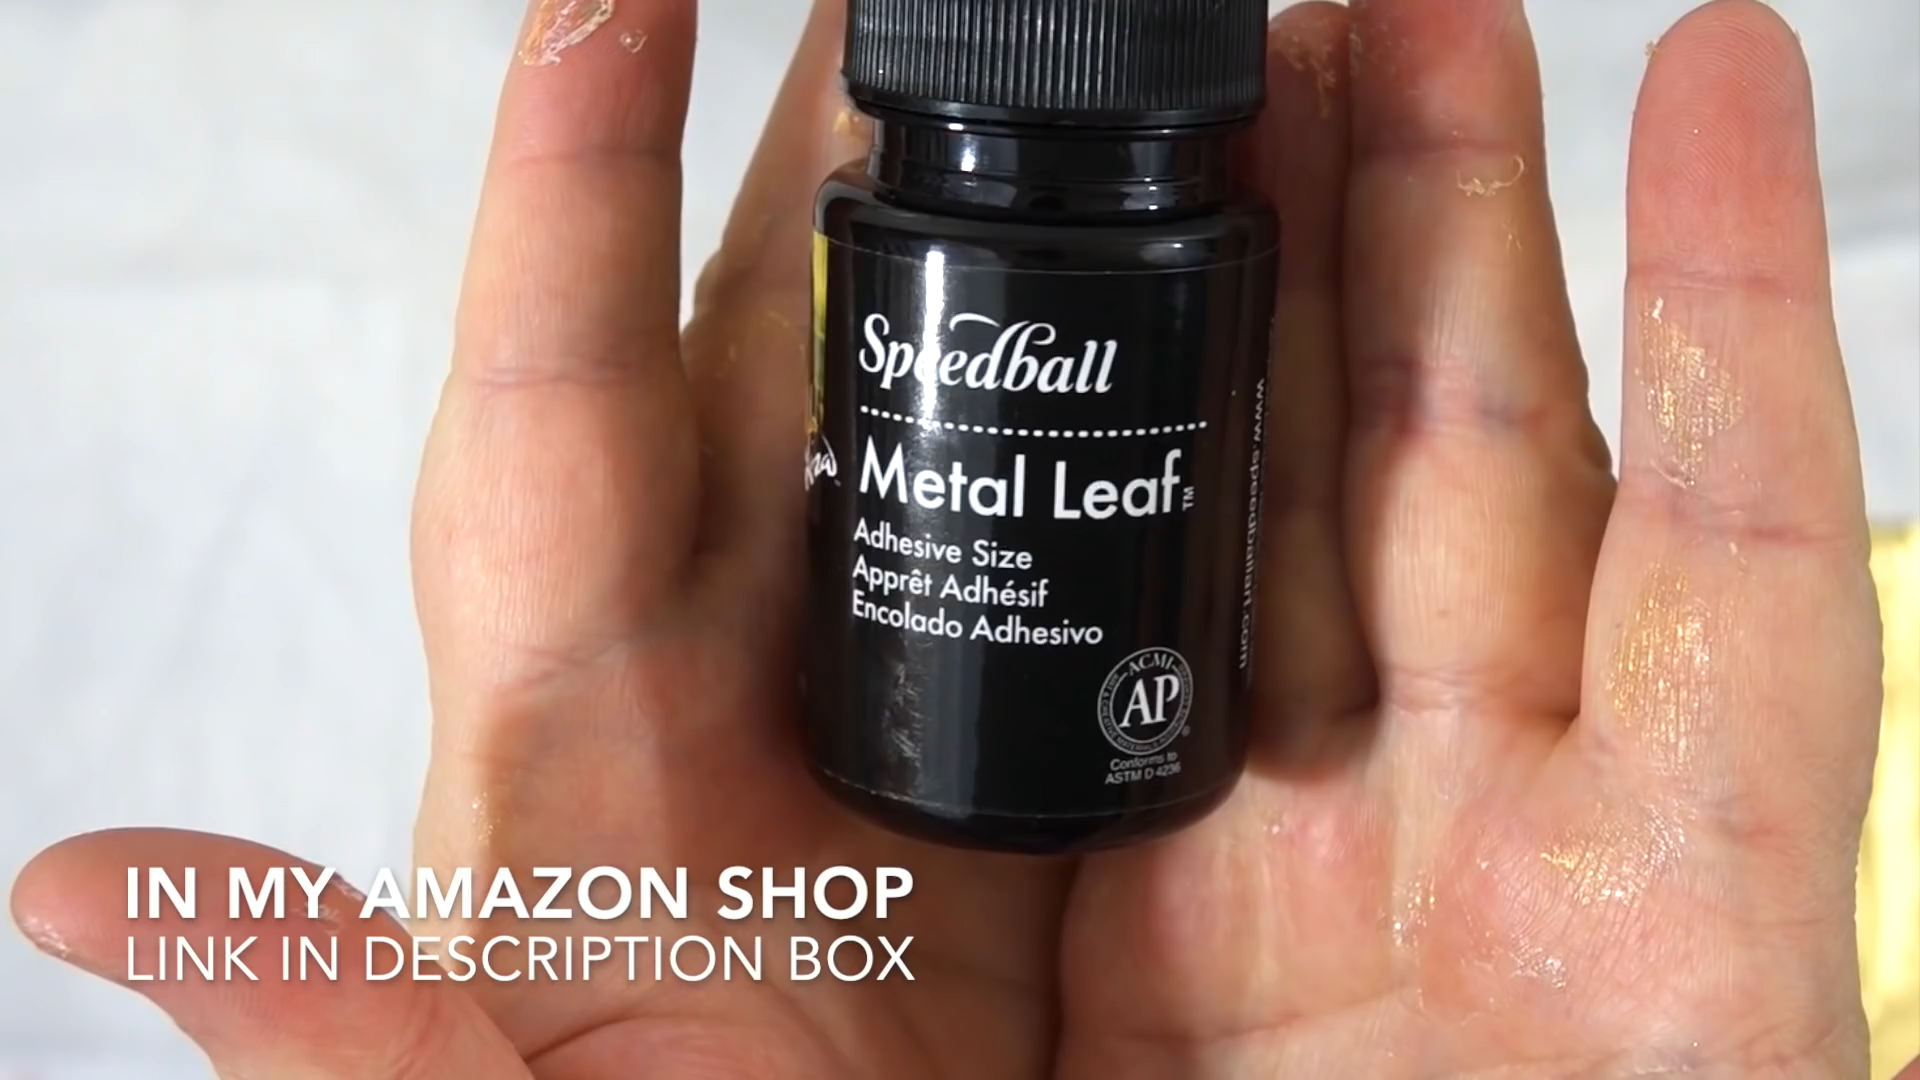 Speedball
Metal Leaf™
Adhesive Size
Apprêt Adhésif
Encolado Adhesivo
ACMI
AP
Conforms to
ASTM D 4236
www.speedballart.com
IN MY AMAZON SHOP
LINK IN DESCRIPTION BOX